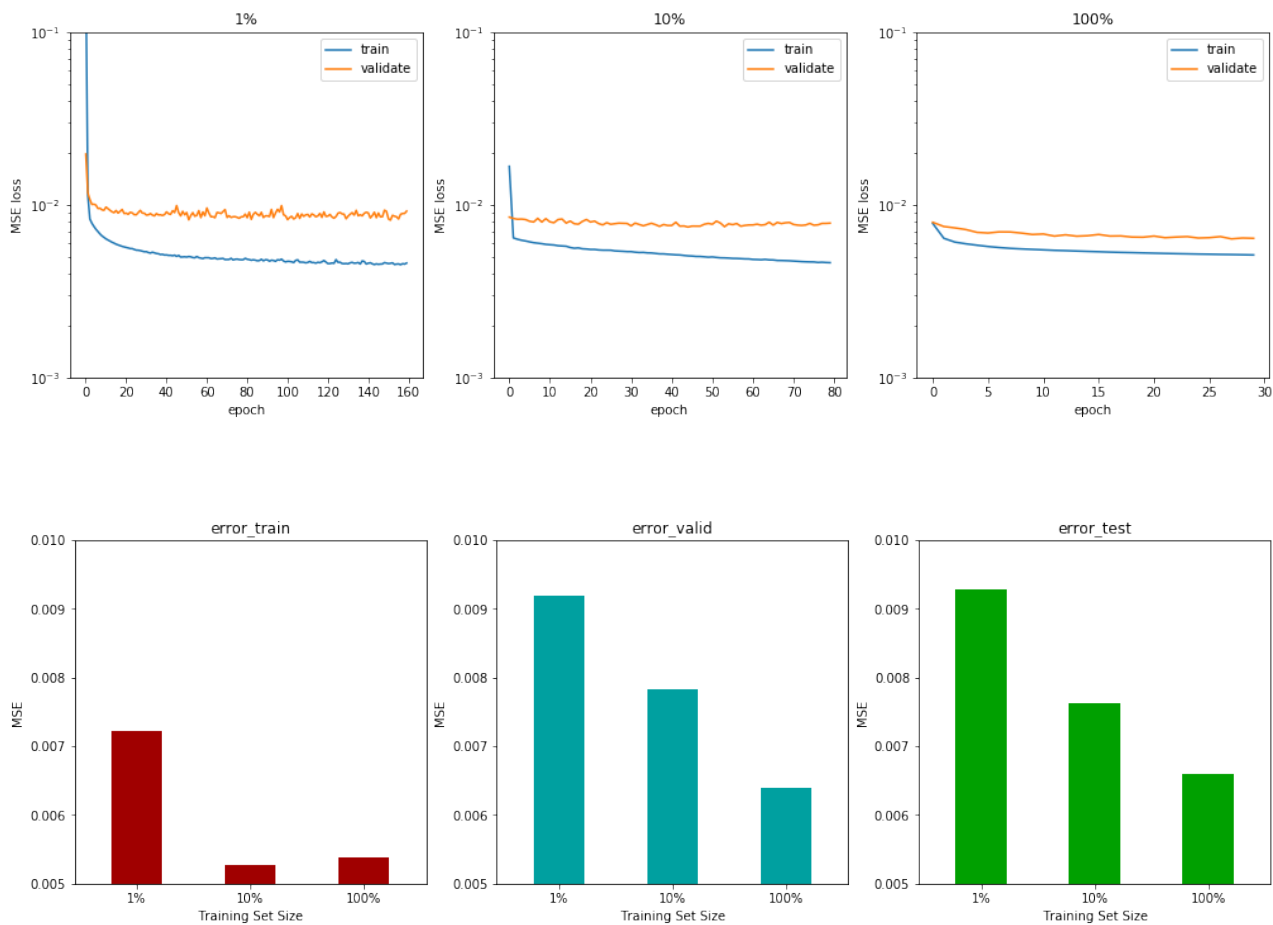 1%
10%
100%
10⁻¹
10⁻²
10⁻³
MSE loss
train
validate
0 20 40 60 80 100 120 140 160
epoch
10⁻¹
10⁻²
10⁻³
MSE loss
train
validate
0 10 20 30 40 50 60 70 80
epoch
10⁻¹
10⁻²
10⁻³
MSE loss
train
validate
0 5 10 15 20 25 30
epoch
error_train
0.010
0.009
0.008
0.007
0.006
0.005
MSE
1% 10% 100%
Training Set Size
error_valid
0.010
0.009
0.008
0.007
0.006
0.005
MSE
1% 10% 100%
Training Set Size
error_test
0.010
0.009
0.008
0.007
0.006
0.005
MSE
1% 10% 100%
Training Set Size